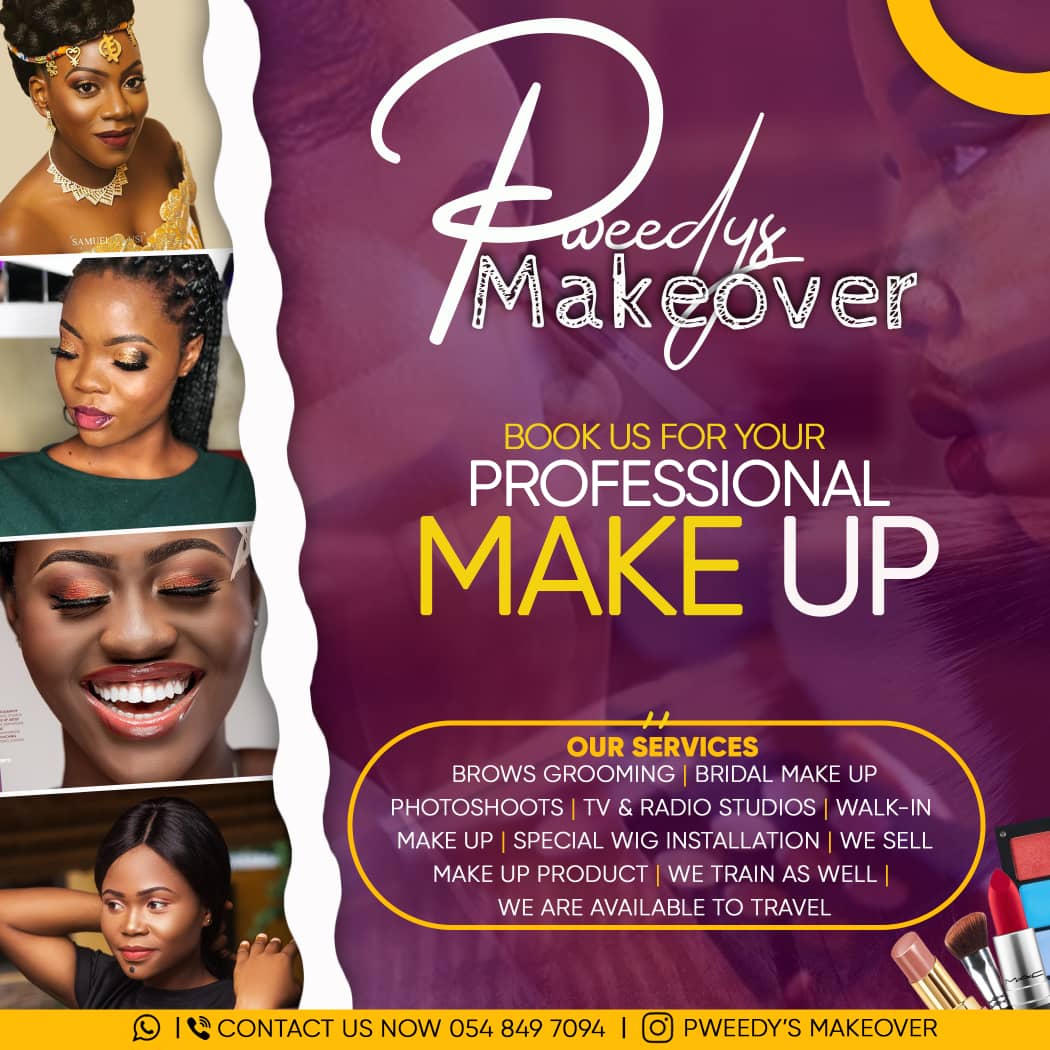 Pweedys
Makeover
BOOK US FOR YOUR
PROFESSIONAL
MAKE UP
OUR SERVICES
BROWS GROOMING | BRIDAL MAKE UP
PHOTOSHOOTS | TV & RADIO STUDIOS | WALK-IN
MAKE UP | SPECIAL WIG INSTALLATION | WE SELL
MAKE UP PRODUCT | WE TRAIN AS WELL |
WE ARE AVAILABLE TO TRAVEL
MAC
| CONTACT US NOW 054 849 7094 | PWEEDY'S MAKEOVER